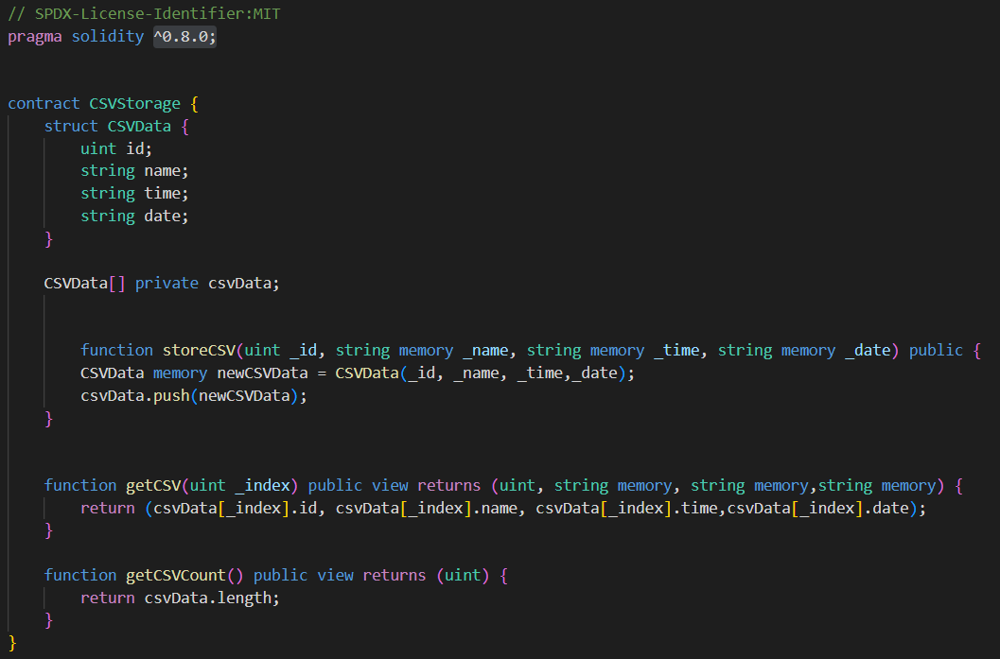 // SPDX-License-Identifier:MIT
pragma solidity ^0.8.0;
contract CSVStorage {
    struct CSVData {
        uint id;
        string name;
        string time;
        string date;
    }
    CSVData[] private csvData;
        function storeCSV(uint _id, string memory _name, string memory _time, string memory _date) public {
        CSVData memory newCSVData = CSVData(_id, _name, _time,_date);
        csvData.push(newCSVData);
    }
    function getCSV(uint _index) public view returns (uint, string memory, string memory,string memory) {
        return (csvData[_index].id, csvData[_index].name, csvData[_index].time,csvData[_index].date);
    }
    function getCSVCount() public view returns (uint) {
        return csvData.length;
    }
}